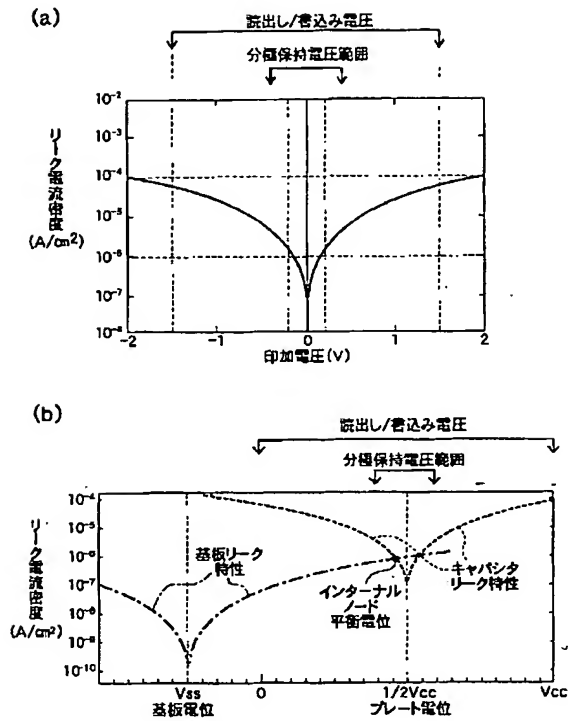 (a)
読出し/書込み電圧
分極保持電圧範囲
リーク電流密度
(A/cm²)
10⁻²
10⁻³
10⁻⁴
10⁻⁵
10⁻⁶
10⁻⁷
10⁻⁸
-2 -1 0 1 2
印加電圧(V)
(b)
読出し/書込み電圧
分極保持電圧範囲
リーク電流密度
(A/cm²)
10⁻⁴
10⁻⁵
10⁻⁶
10⁻⁷
10⁻⁸
10⁻⁹
10⁻¹⁰
基板リーク
特性
インターナル
ノード
平衡電位
キャパシタ
リーク特性
Vss 0 1/2Vcc Vcc
基板電位 プレート電位